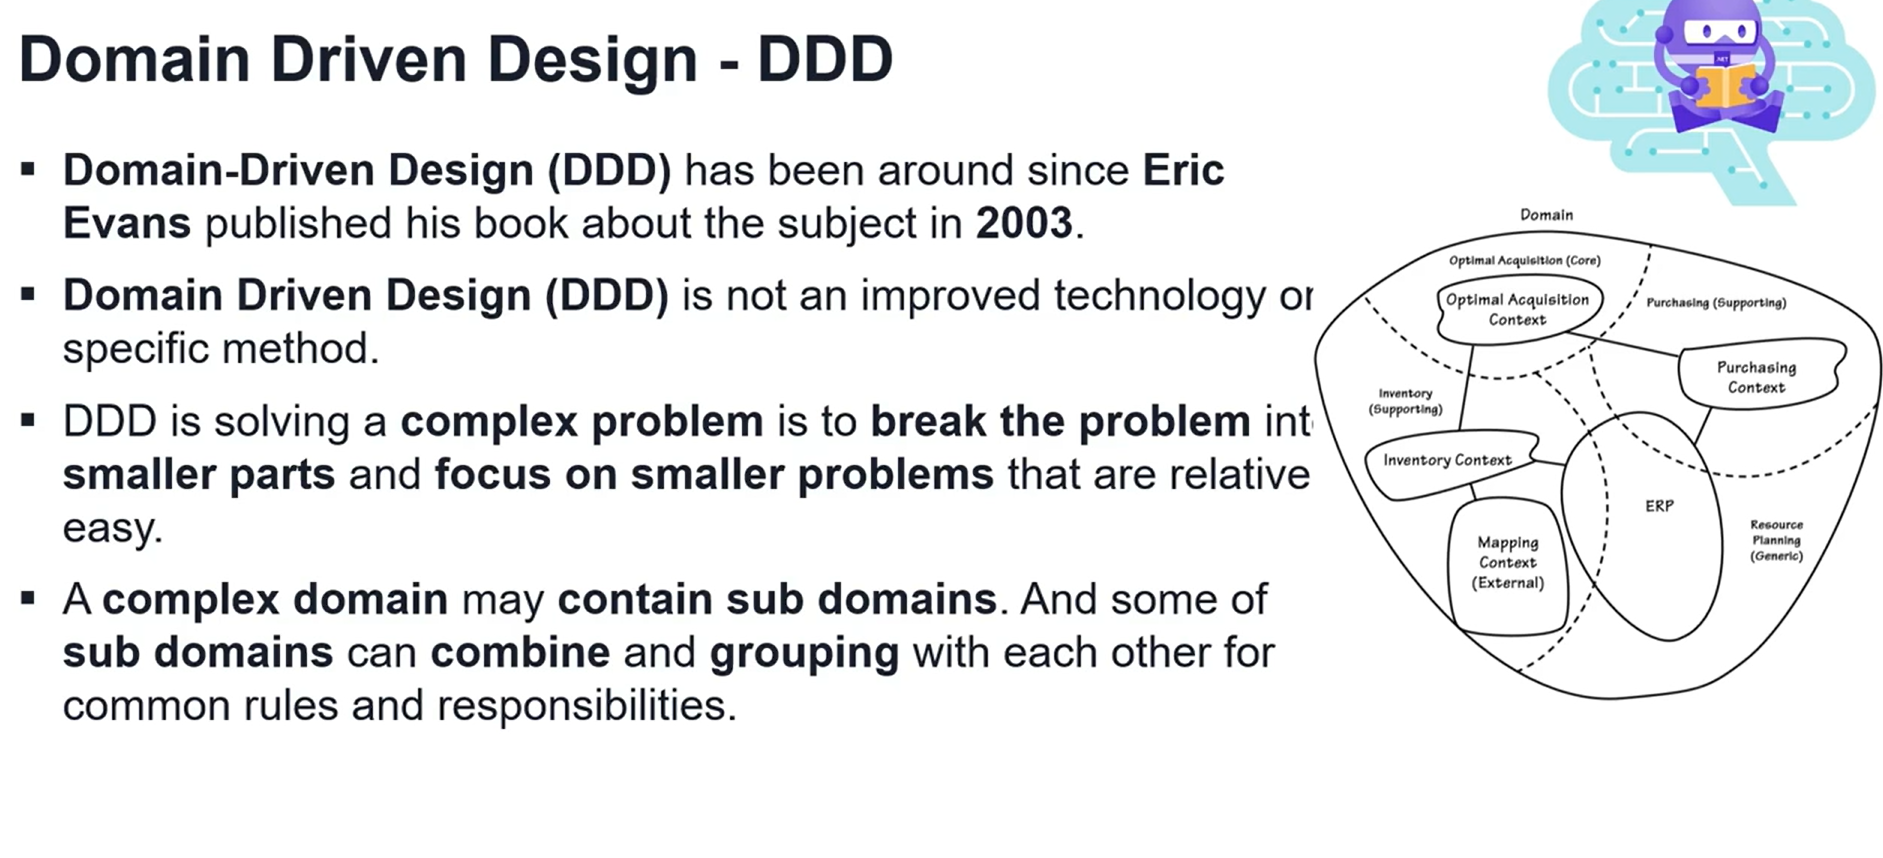 Domain Driven Design - DDD
▪ Domain-Driven Design (DDD) has been around since Eric
Evans published his book about the subject in 2003.
▪ Domain Driven Design (DDD) is not an improved technology or
specific method.
▪ DDD is solving a complex problem is to break the problem int
smaller parts and focus on smaller problems that are relative
easy.
▪ A complex domain may contain sub domains. And some of
sub domains can combine and grouping with each other for
common rules and responsibilities.
.NET
Domain
Optimal Acquisition (Core)
Optimal Acquisition
Context
Purchasing (Supporting)
Purchasing
Context
Inventory
(Supporting)
Inventory Context
ERP
Mapping
Context
(External)
Resource
Planning
(Generic)